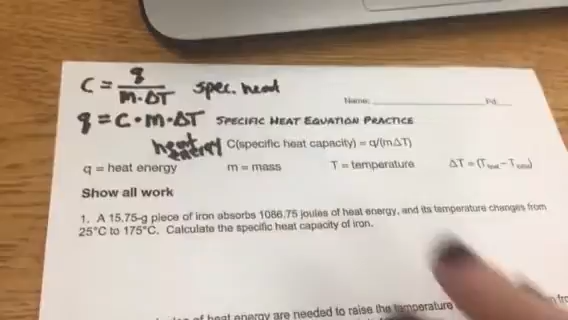 C = q / m·ΔT spec. heat
Name: Pd:
q = C·m·ΔT SPECIFIC HEAT EQUATION PRACTICE
heat energy C(specific heat capacity) = q/(mΔT)
q = heat energy m = mass T = temperature ΔT =
Show all work
1. A 15.75-g piece of iron absorbs 1086.75 joules of heat energy, and its temperature changes from
25°C to 175°C. Calculate the specific heat capacity of iron.
of heat energy are needed to raise the temperature